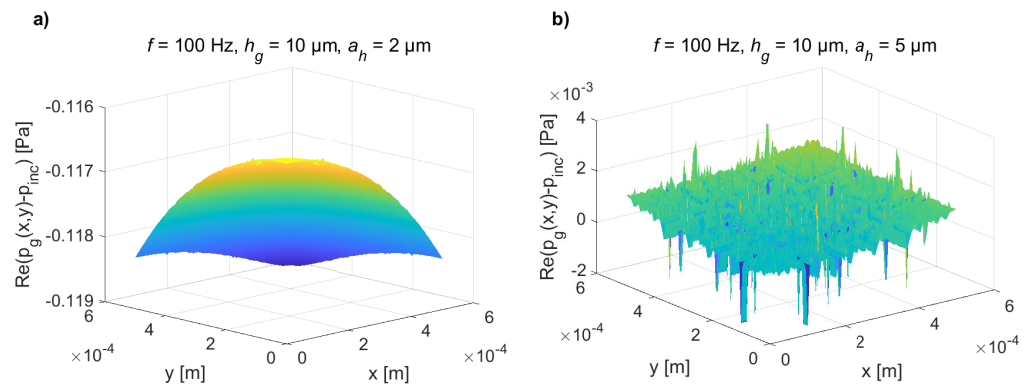 a)
f = 100 Hz, h_g = 10 µm, a_h = 2 µm
Re(p_g(x,y)-p_inc) [Pa]
-0.116
-0.117
-0.118
-0.119
6
4
2
0
×10^-4
y [m]
0
2
4
6
×10^-4
x [m]
b)
f = 100 Hz, h_g = 10 µm, a_h = 5 µm
×10^-3
Re(p_g(x,y)-p_inc) [Pa]
4
2
0
-2
6
4
2
0
×10^-4
y [m]
0
2
4
6
×10^-4
x [m]